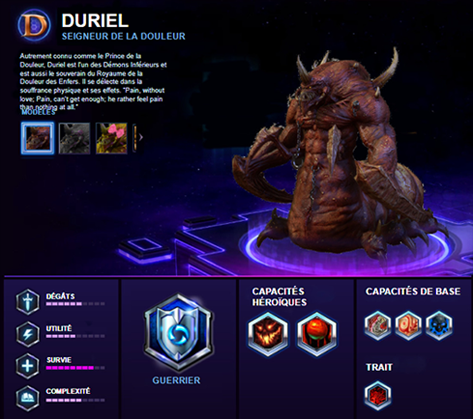 DURIEL
SEIGNEUR DE LA DOULEUR
Autrement connu comme le Prince de la
Douleur, Duriel est l'un des Démons Inférieurs et
est aussi le souverain du Royaume de la
Douleur des Enfers. Il se délecte dans la
souffrance physique et ses effets. "Pain, without
love; Pain, can't get enough; he rather feel pain
than nothing at all."
MODÈLES
DÉGÂTS
UTILITÉ
SURVIE
COMPLEXITÉ
GUERRIER
CAPACITÉS
HÉROÏQUES
CAPACITÉS DE BASE
TRAIT